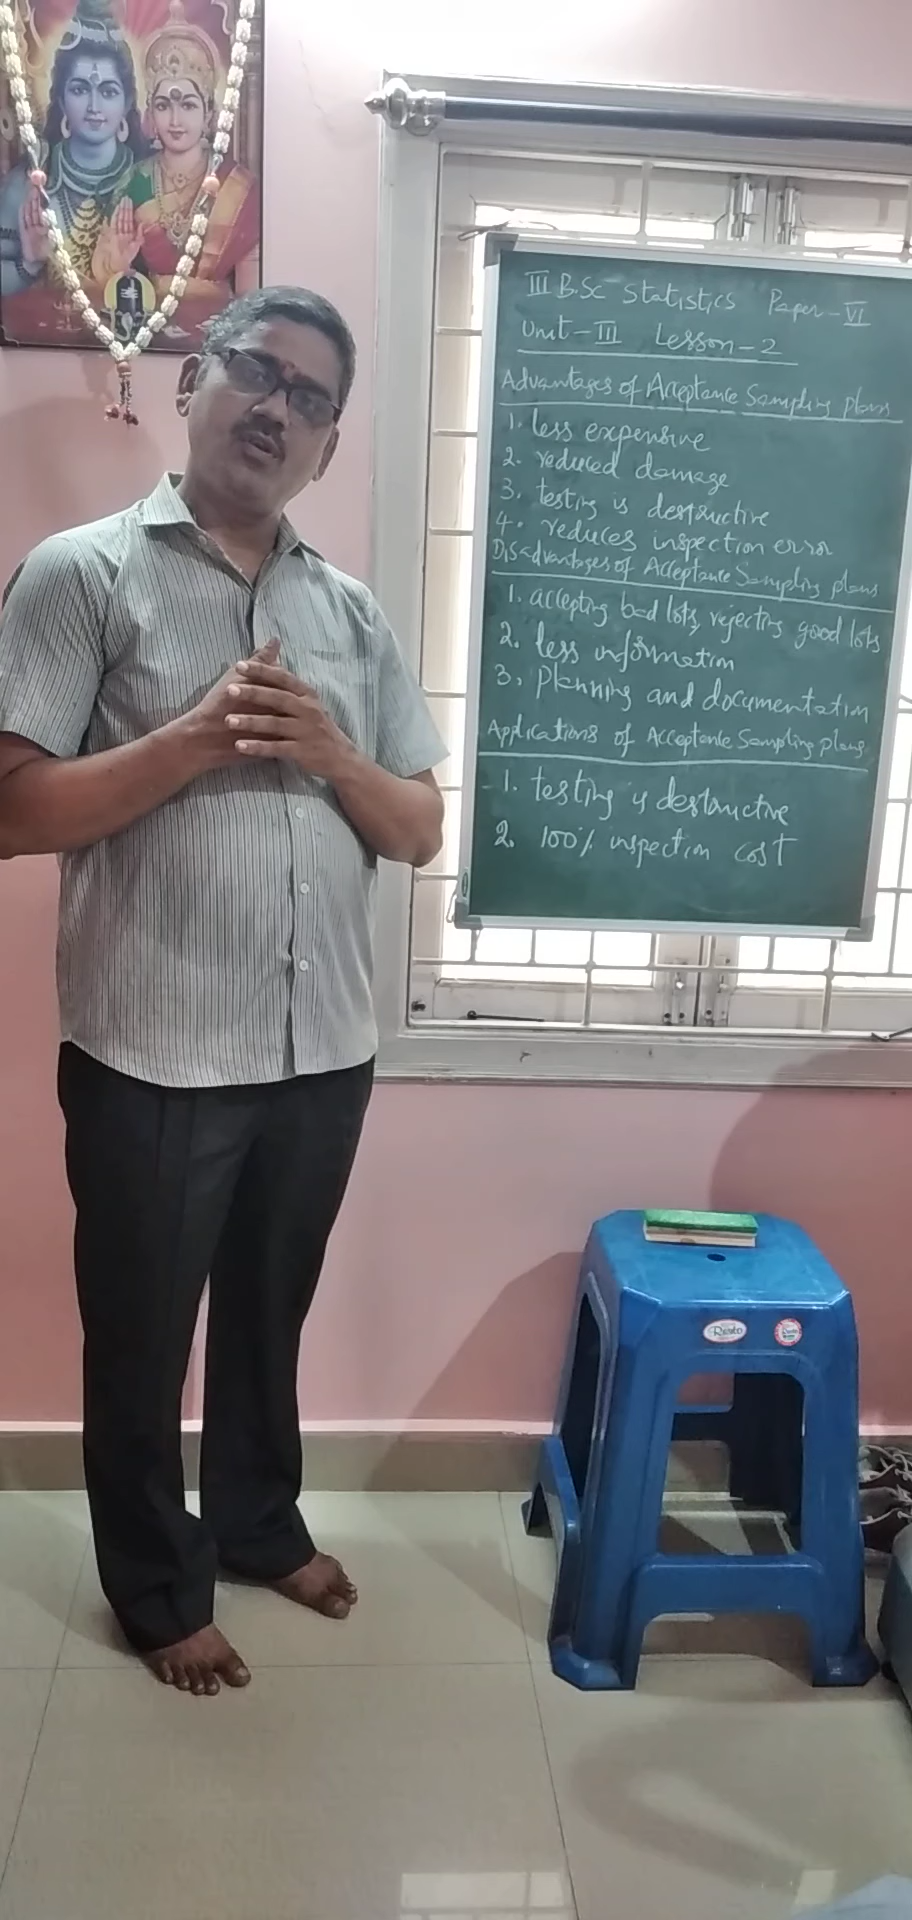 III B.Sc Statistics Paper-VI
Unit-III Lesson-2
Advantages of Acceptance Sampling plans
1. less expensive
2. reduced damage
3. testing is destructive
4. reduces inspection error
Disadvantages of Acceptance Sampling plans
1. accepting bad lots, rejecting good lots
2. less information
3. Planning and documentation
Applications of Acceptance Sampling plans
1. testing is destructive
2. 100% inspection cost